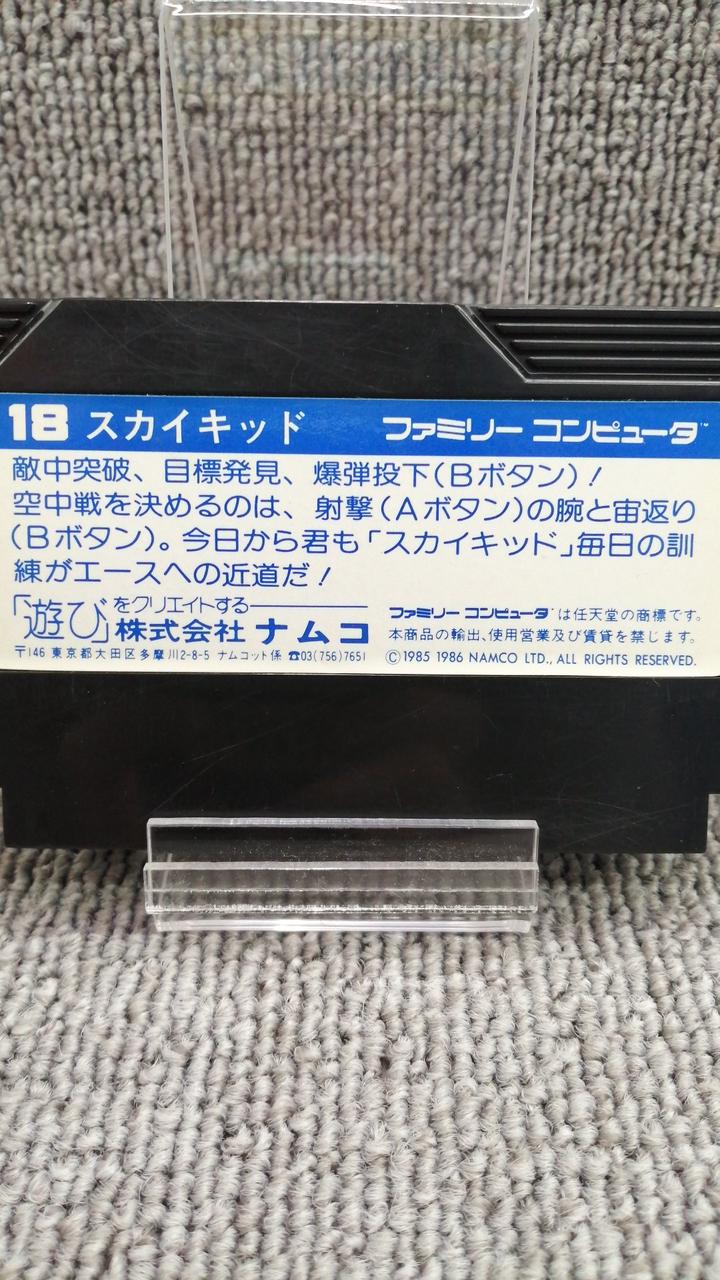 18 スカイキッド ファミリー コンピュータ™
敵中突破、目標発見、爆弾投下(Bボタン)!
空中戦を決めるのは、射撃(Aボタン)の腕と宙返り
(Bボタン)。今日から君も「スカイキッド」毎日の訓
練がエースへの近道だ!
「遊び」をクリエイトする
株式会社 ナムコ
〒146 東京都大田区多摩川2-8-5 ナムコット係 ☎03(756)7651
ファミリー コンピュータ™は任天堂の商標です。
本商品の輸出、使用営業及び賃貸を禁じます。
©1985 1986 NAMCO LTD., ALL RIGHTS RESERVED.